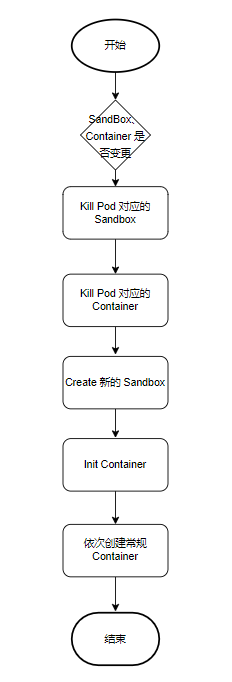 开始
SandBox、
Container 是
否变更
Kill Pod 对应的
Sandbox
Kill Pod 对应的
Container
Create 新的 Sandbox
Init Container
依次创建常规
Container
结束